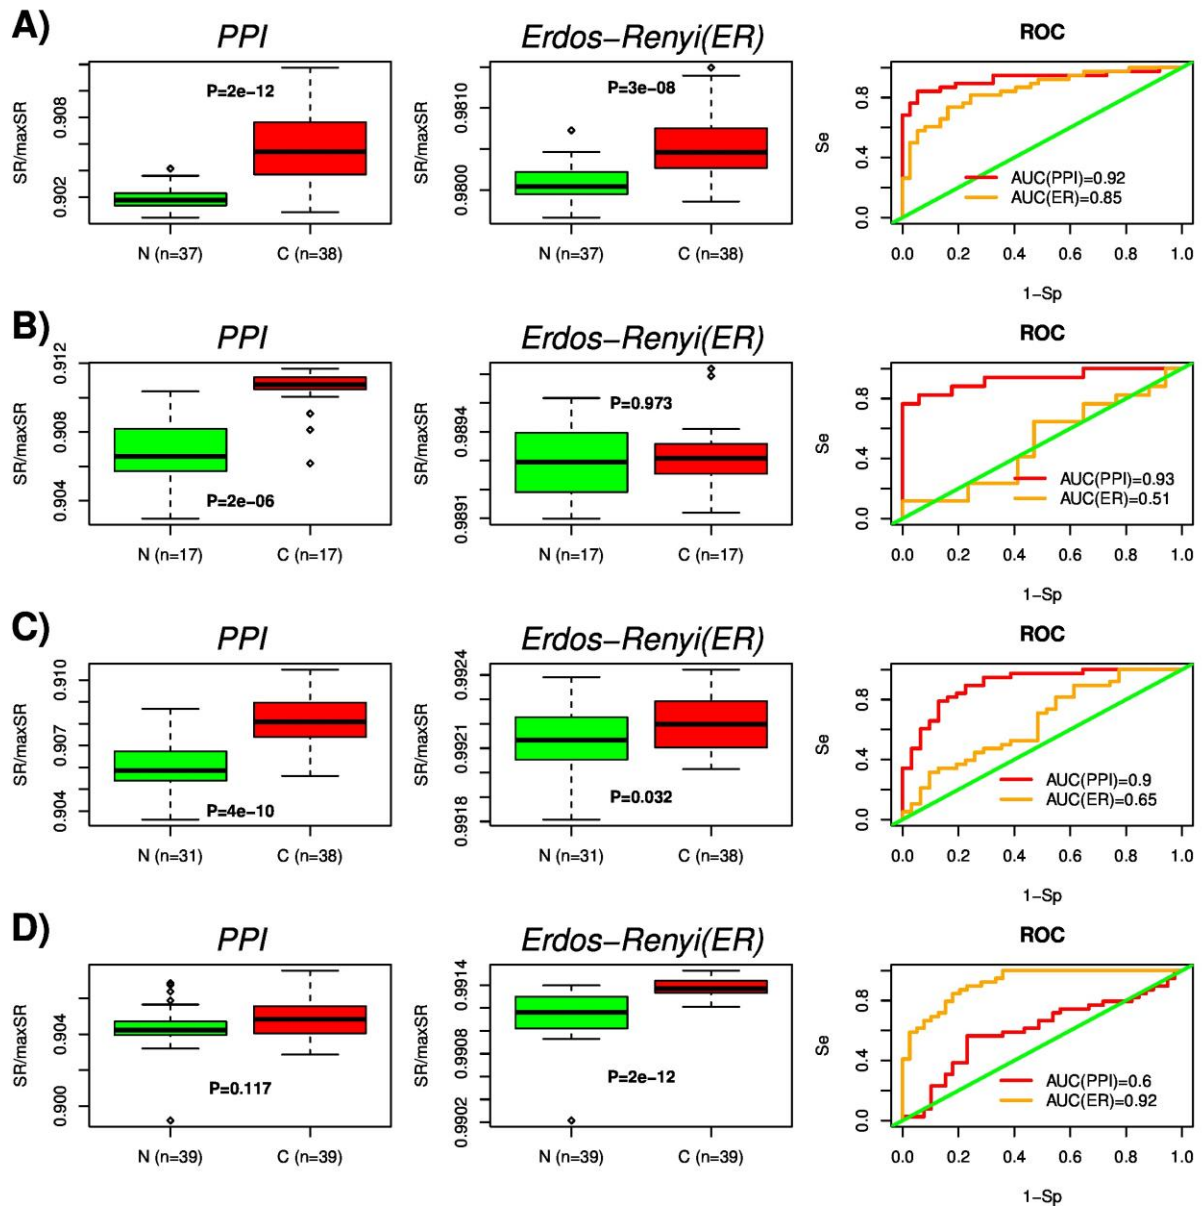 A)
PPI
SR/maxSR
0.908
0.902
P=2e-12
N (n=37)
C (n=38)
Erdos-Renyi(ER)
SR/maxSR
0.9810
0.9800
P=3e-08
N (n=37)
C (n=38)
ROC
Se
0.8
0.4
0.0
AUC(PPI)=0.92
AUC(ER)=0.85
0.0 0.2 0.4 0.6 0.8 1.0
1-Sp
B)
PPI
SR/maxSR
0.912
0.908
0.904
P=2e-06
N (n=17)
C (n=17)
Erdos-Renyi(ER)
SR/maxSR
0.9894
0.9891
P=0.973
N (n=17)
C (n=17)
ROC
Se
0.8
0.4
0.0
AUC(PPI)=0.93
AUC(ER)=0.51
0.0 0.2 0.4 0.6 0.8 1.0
1-Sp
C)
PPI
SR/maxSR
0.910
0.907
0.904
P=4e-10
N (n=31)
C (n=38)
Erdos-Renyi(ER)
SR/maxSR
0.9924
0.9921
0.9918
P=0.032
N (n=31)
C (n=38)
ROC
Se
0.8
0.4
0.0
AUC(PPI)=0.9
AUC(ER)=0.65
0.0 0.2 0.4 0.6 0.8 1.0
1-Sp
D)
PPI
SR/maxSR
0.904
0.900
P=0.117
N (n=39)
C (n=39)
Erdos-Renyi(ER)
SR/maxSR
0.9914
0.9908
0.9902
P=2e-12
N (n=39)
C (n=39)
ROC
Se
0.8
0.4
0.0
AUC(PPI)=0.6
AUC(ER)=0.92
0.0 0.2 0.4 0.6 0.8 1.0
1-Sp